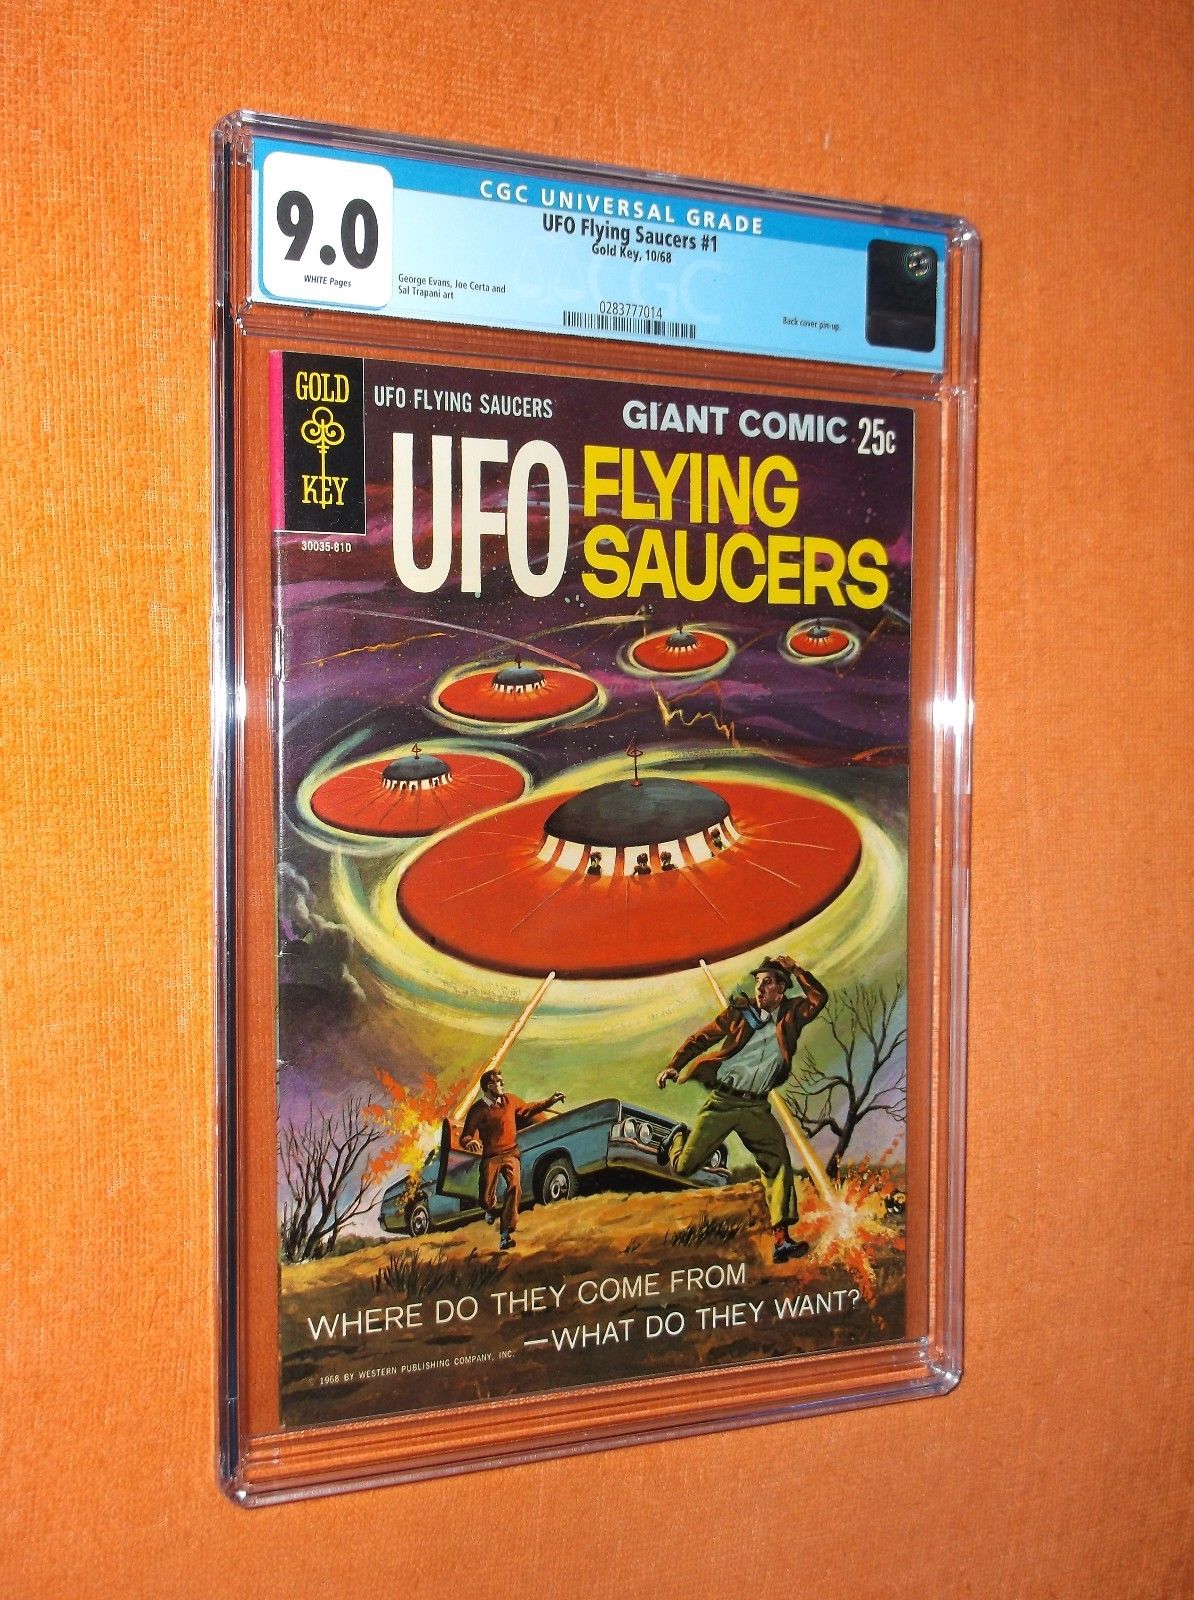 CGC UNIVERSAL GRADE
9.0
WHITE Pages
UFO Flying Saucers #1
Gold Key, 10/68
George Evans, Joe Certa and
Sal Trapani art
0283777014
Back cover pin-up.
GOLD
KEY
30035-810
UFO FLYING SAUCERS
GIANT COMIC 25c
UFO FLYING
SAUCERS
WHERE DO THEY COME FROM
—WHAT DO THEY WANT?
© 1968 BY WESTERN PUBLISHING COMPANY, INC.